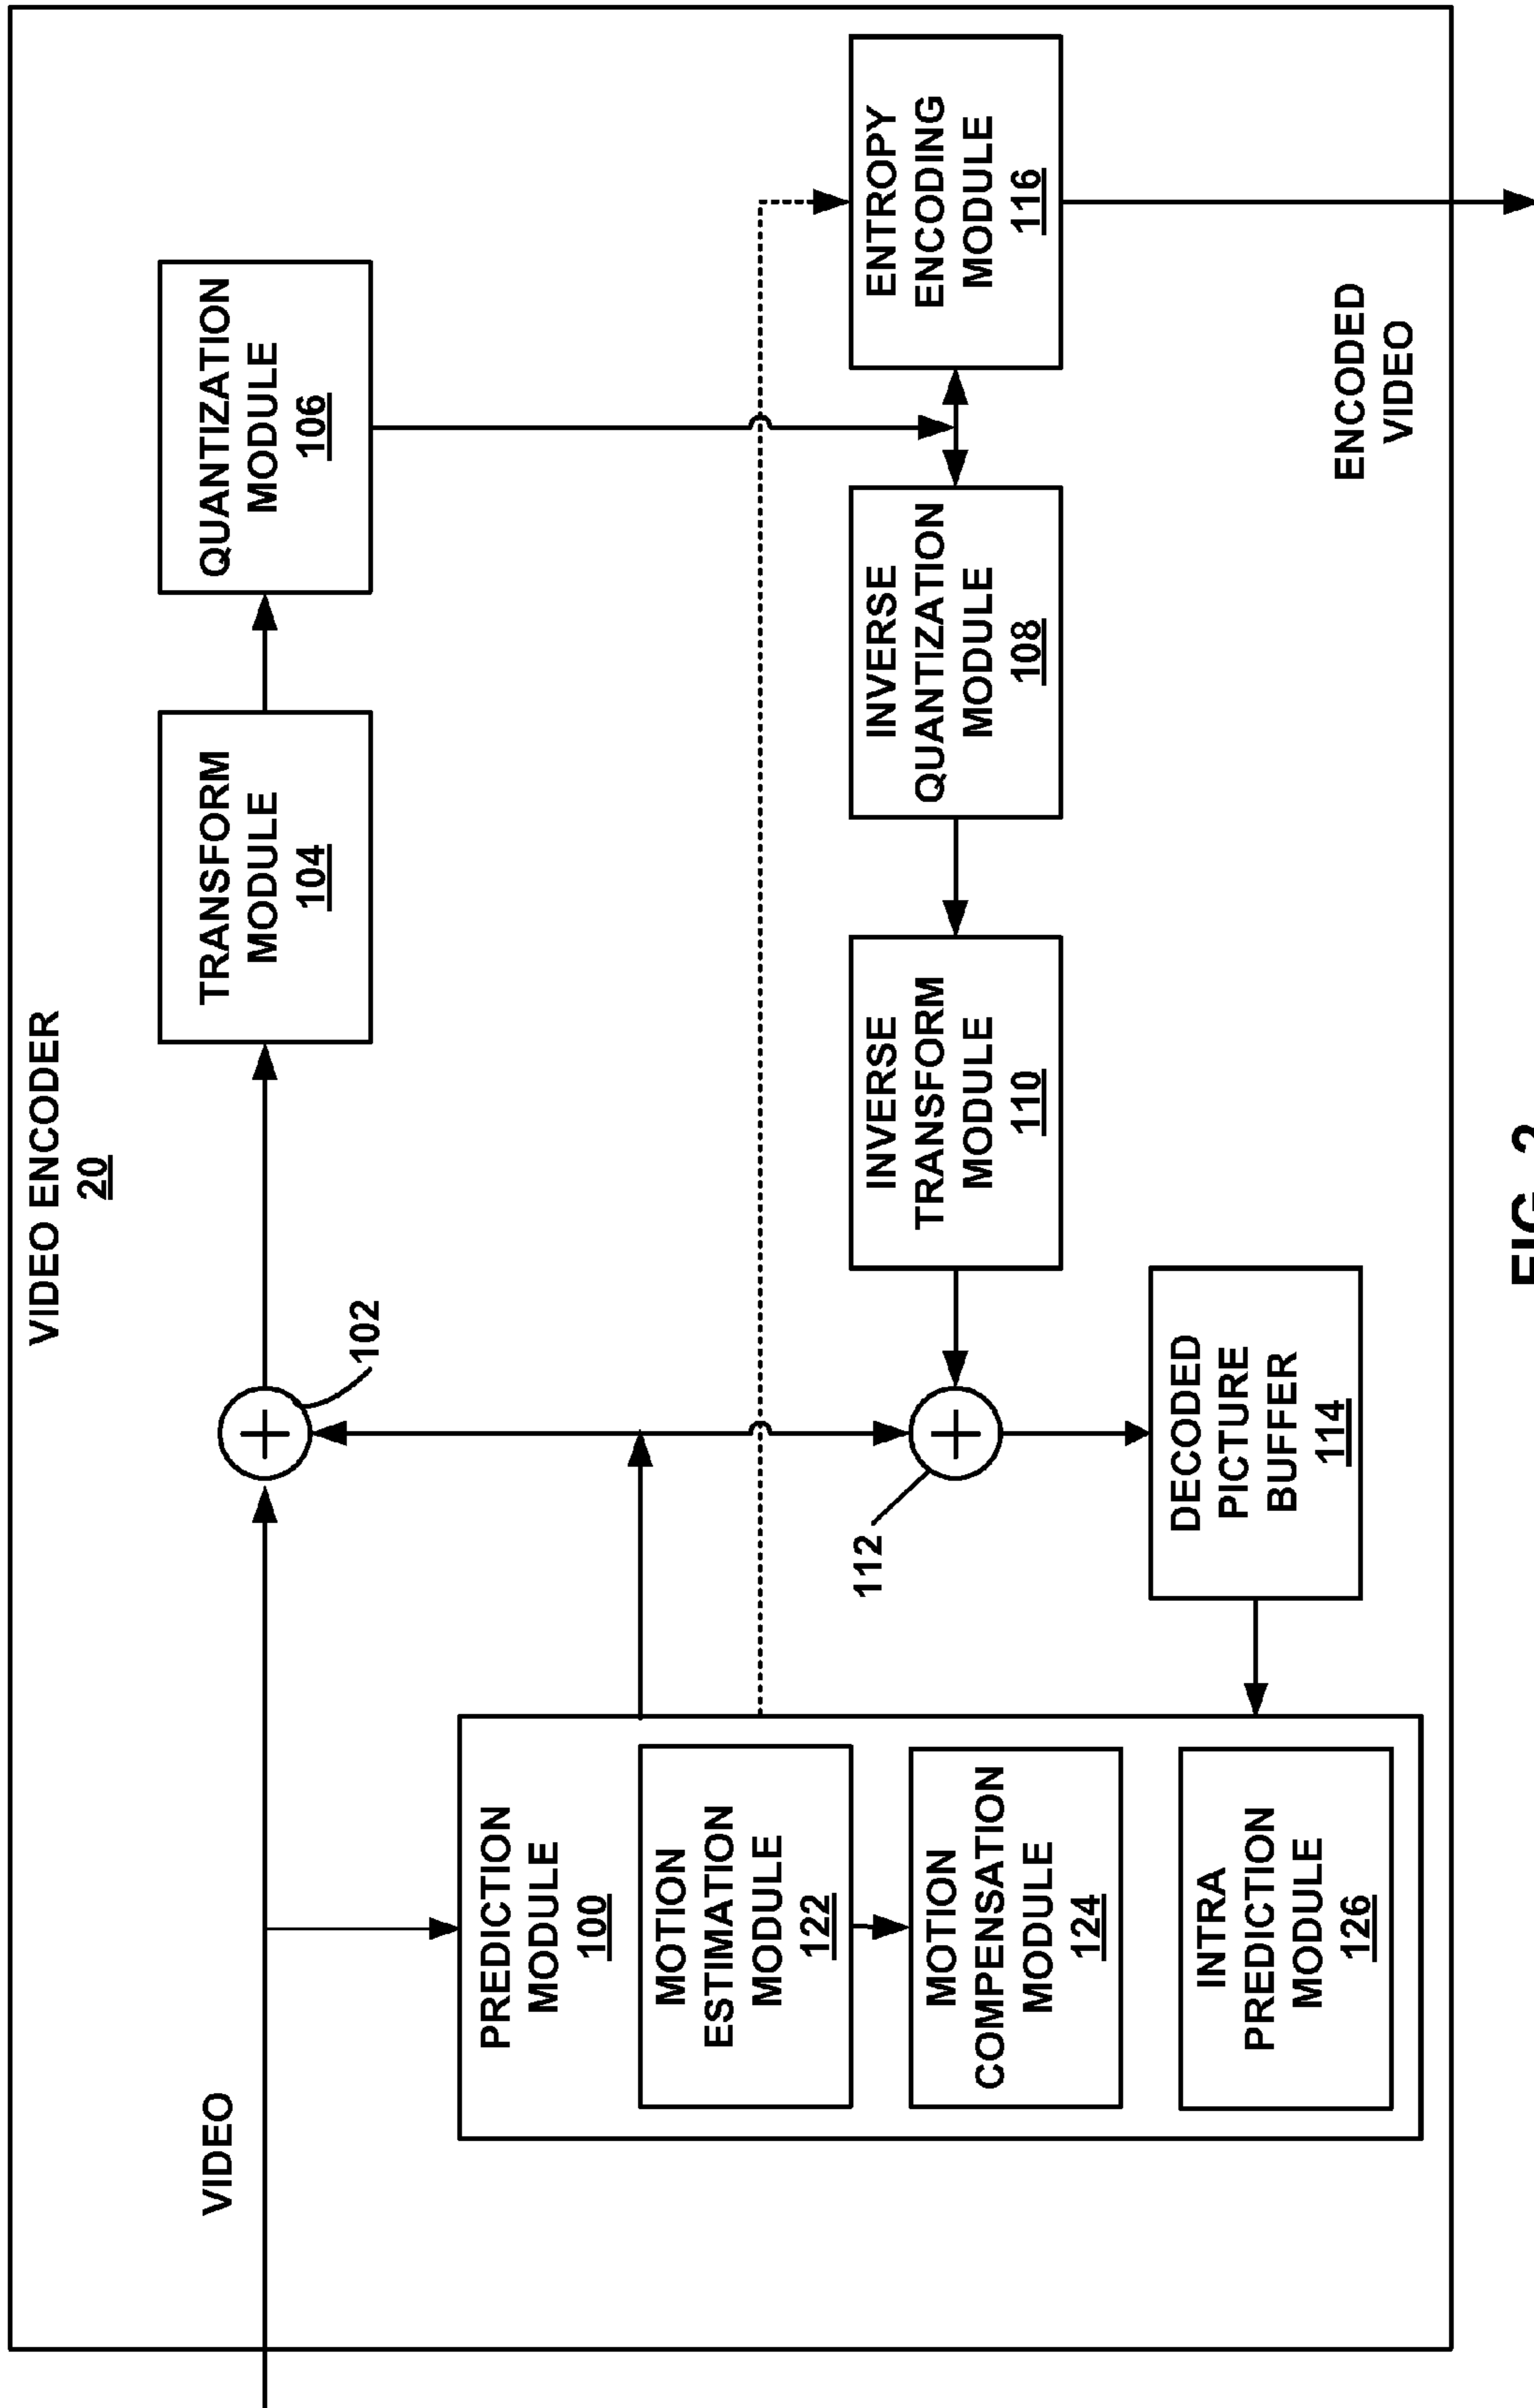 VIDEO ENCODER
20
VIDEO
102
TRANSFORM
MODULE
104
QUANTIZATION
MODULE
106
PREDICTION
MODULE
100
MOTION
ESTIMATION
MODULE
122
MOTION
COMPENSATION
MODULE
124
INTRA
PREDICTION
MODULE
126
112
INVERSE
TRANSFORM
MODULE
110
INVERSE
QUANTIZATION
MODULE
108
ENTROPY
ENCODING
MODULE
116
DECODED
PICTURE
BUFFER
114
ENCODED
VIDEO
FIG. 2